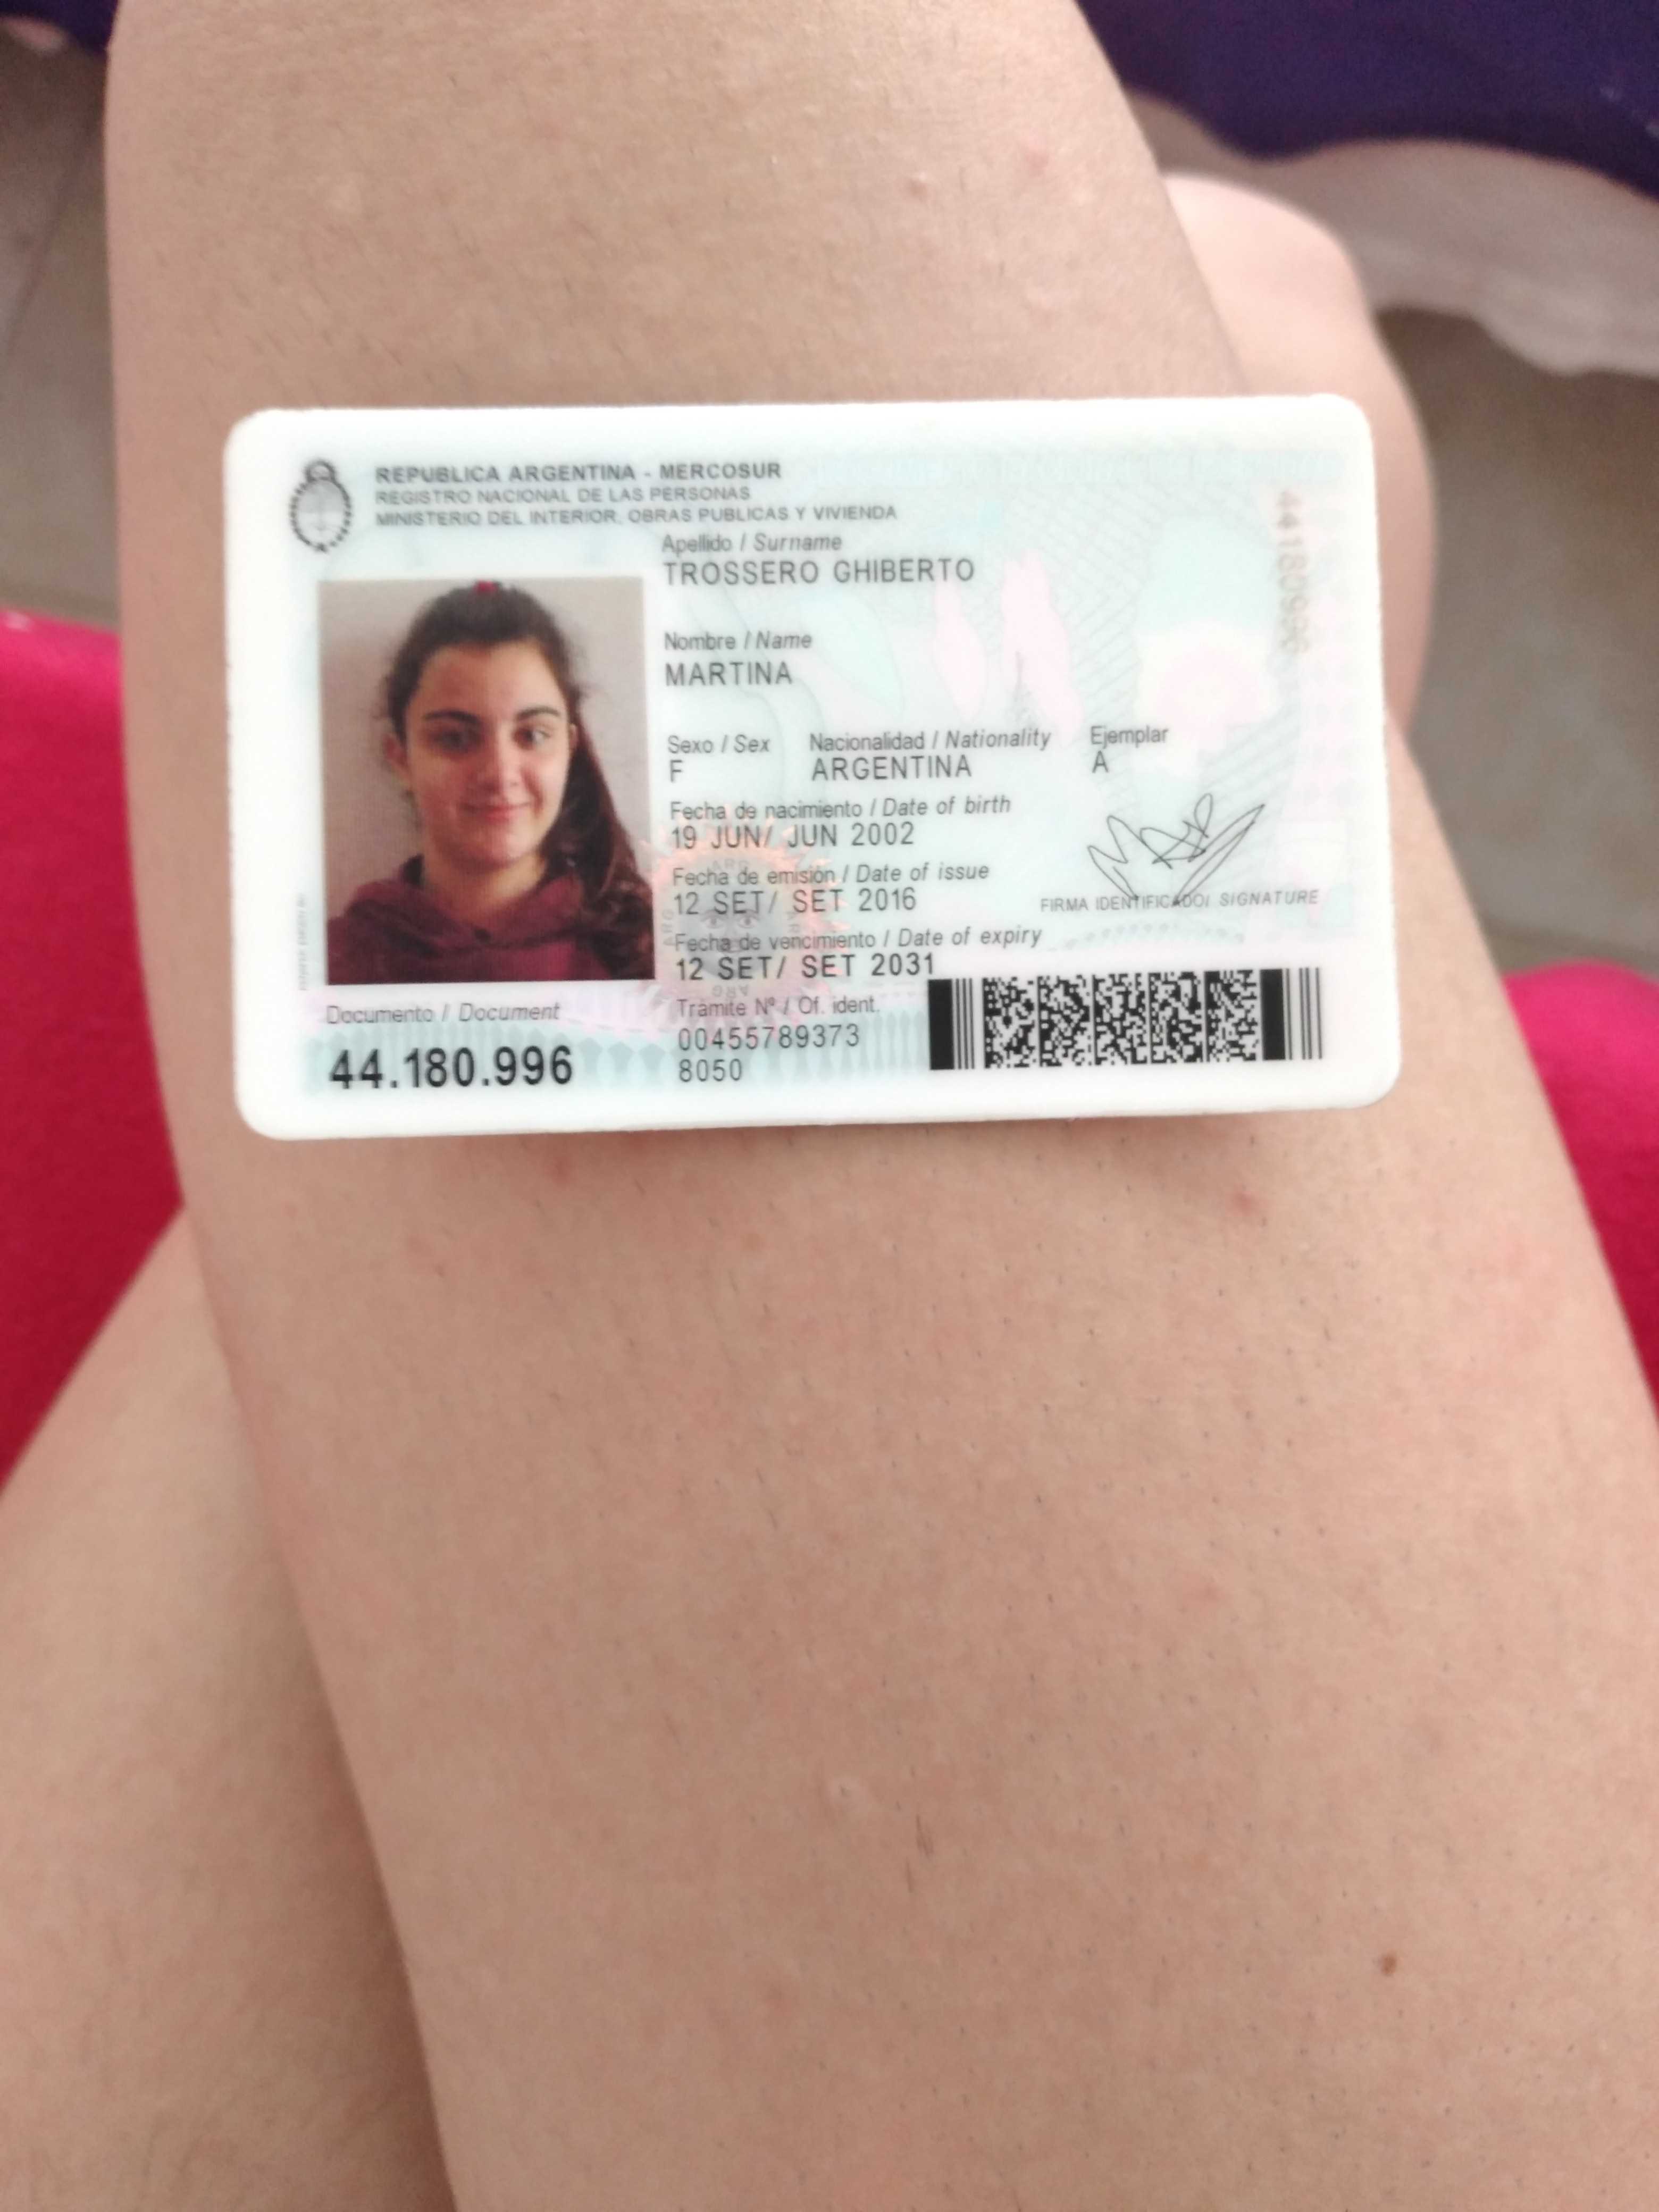 REPUBLICA ARGENTINA - MERCOSUR
REGISTRO NACIONAL DE LAS PERSONAS
MINISTERIO DEL INTERIOR, OBRAS PUBLICAS Y VIVIENDA
Apellido / Surname
TROSSERO GHIBERTO
Nombre / Name
MARTINA
Sexo / Sex Nacionalidad / Nationality Ejemplar
F ARGENTINA A
Fecha de nacimiento / Date of birth
19 JUN/ JUN 2002
Fecha de emisión / Date of issue
12 SET/ SET 2016
FIRMA IDENTIFICADO/ SIGNATURE
Fecha de vencimiento / Date of expiry
12 SET/ SET 2031
Documento / Document
44.180.996
Trámite Nº / Of. ident.
00455789373
8050
44180996
ARG